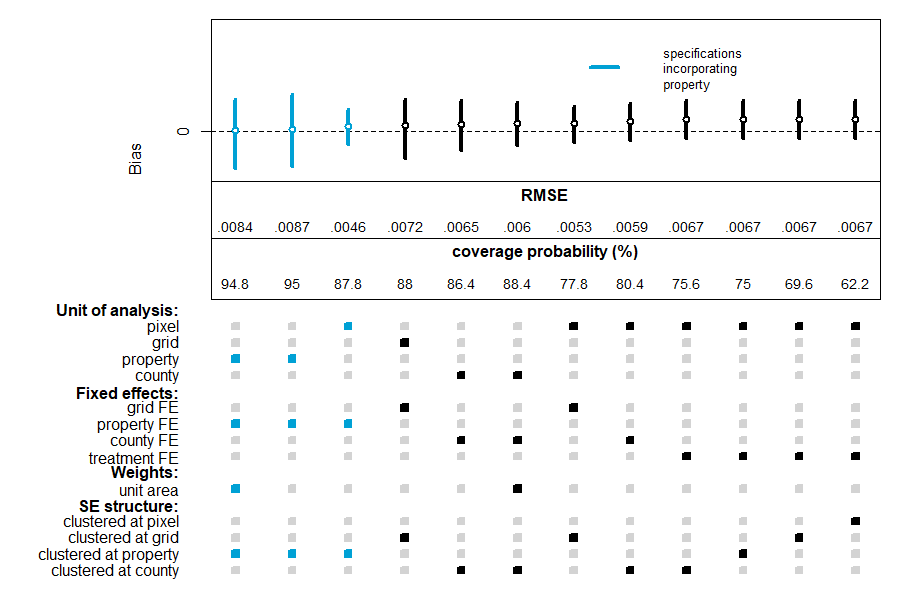 specifications
incorporating
property
0
Bias
RMSE
.0084 .0087 .0046 .0072 .0065 .006 .0053 .0059 .0067 .0067 .0067 .0067
coverage probability (%)
94.8 95 87.8 88 86.4 88.4 77.8 80.4 75.6 75 69.6 62.2
Unit of analysis:
pixel
grid
property
county
Fixed effects:
grid FE
property FE
county FE
treatment FE
Weights:
unit area
SE structure:
clustered at pixel
clustered at grid
clustered at property
clustered at county